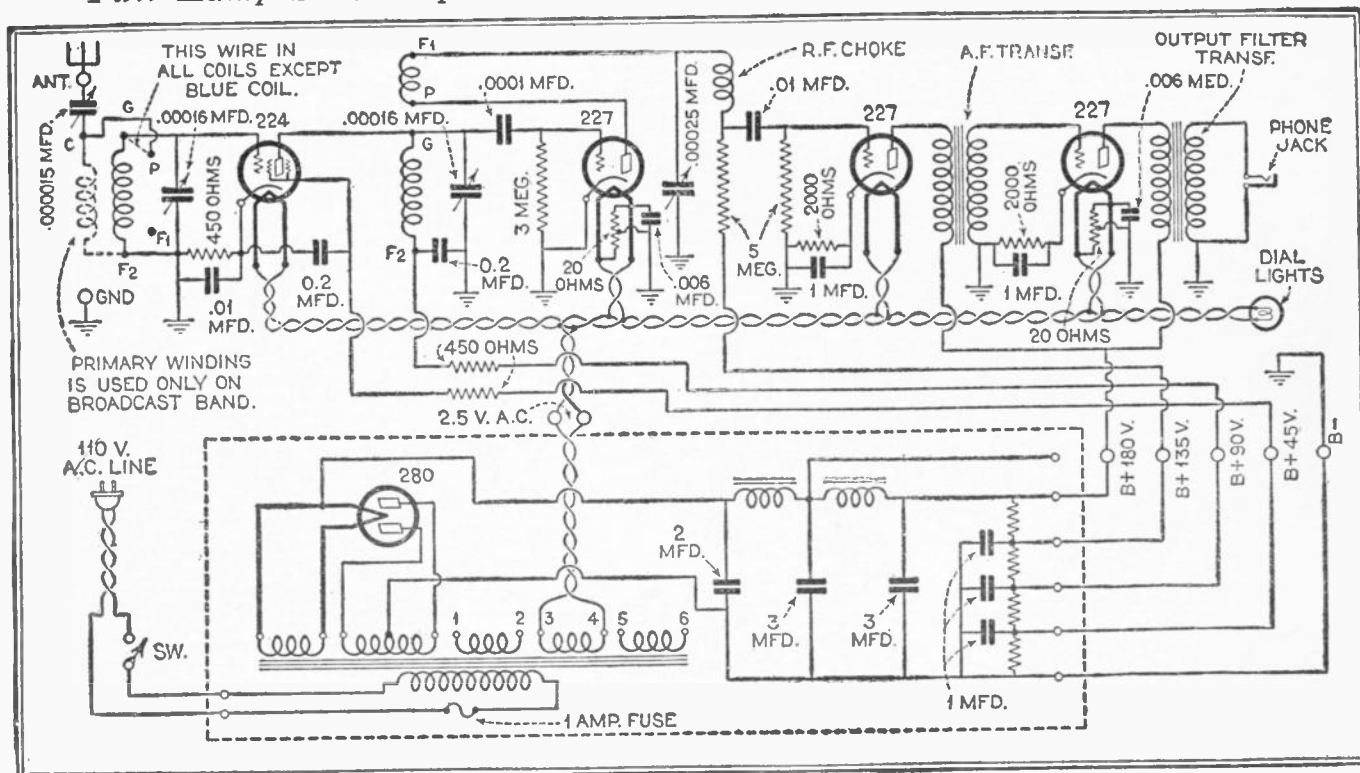 ANT.
THIS WIRE IN
ALL COILS EXCEPT
BLUE COIL.
F1
P
R.F. CHOKE
A.F. TRANSF.
OUTPUT FILTER
TRANSF.
.006 MED.
.000015 MFD.
G
C
P
F1
F2
.00016 MFD.
224
450 OHMS
.01
MFD.
0.2
MFD.
.00016 MFD.
G
F2
0.2
MFD.
.0001 MFD.
3 MEG.
227
20
OHMS
.006
MFD.
.00025 MFD.
.01 MFD.
5
MEG.
2000
OHMS
1 MFD.
227
2000
OHMS
1 MFD.
227
20 OHMS
PHONE
JACK
DIAL
LIGHTS
GND
PRIMARY WINDING
IS USED ONLY ON
BROADCAST BAND.
450 OHMS
2.5 V. A.C.
110 V.
A.C. LINE
SW.
280
1
2
3
4
5
6
1 AMP. FUSE
2
MFD.
3
MFD.
3
MFD.
1 MFD.
B+180V.
B+135V.
B+90V.
B+45V.
B-